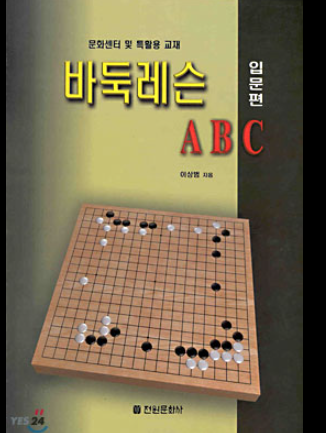 문화센터 및 특활용 교재
바둑레슨
입문편
ABC
이상범 지음
전원문화사
YES24